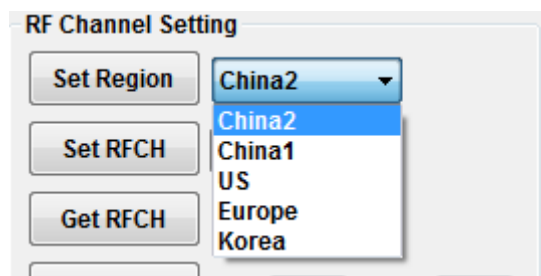 RF Channel Setting
Set Region China2
China2
Set RFCH China1
US
Get RFCH Europe
Korea